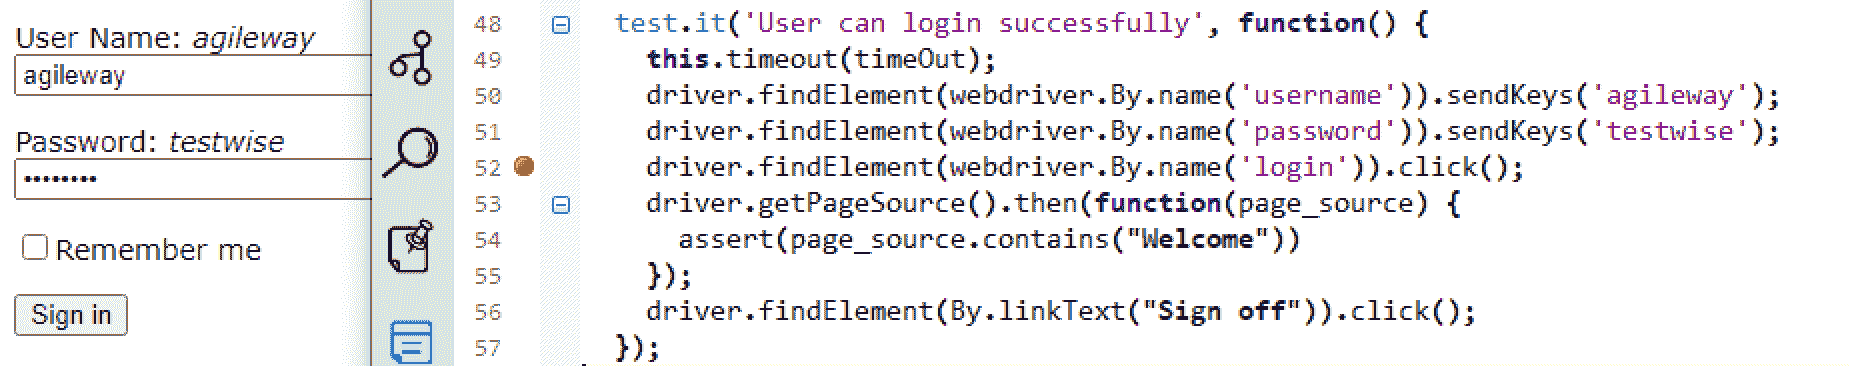 User Name: agileway
agileway
Password: testwise
••••••••
Remember me
Sign in
48 test.it('User can login successfully', function() {
49 this.timeout(timeOut);
50 driver.findElement(webdriver.By.name('username')).sendKeys('agileway');
51 driver.findElement(webdriver.By.name('password')).sendKeys('testwise');
52 driver.findElement(webdriver.By.name('login')).click();
53 driver.getPageSource().then(function(page_source) {
54 assert(page_source.contains("Welcome"))
55 });
56 driver.findElement(By.linkText("Sign off")).click();
57 });